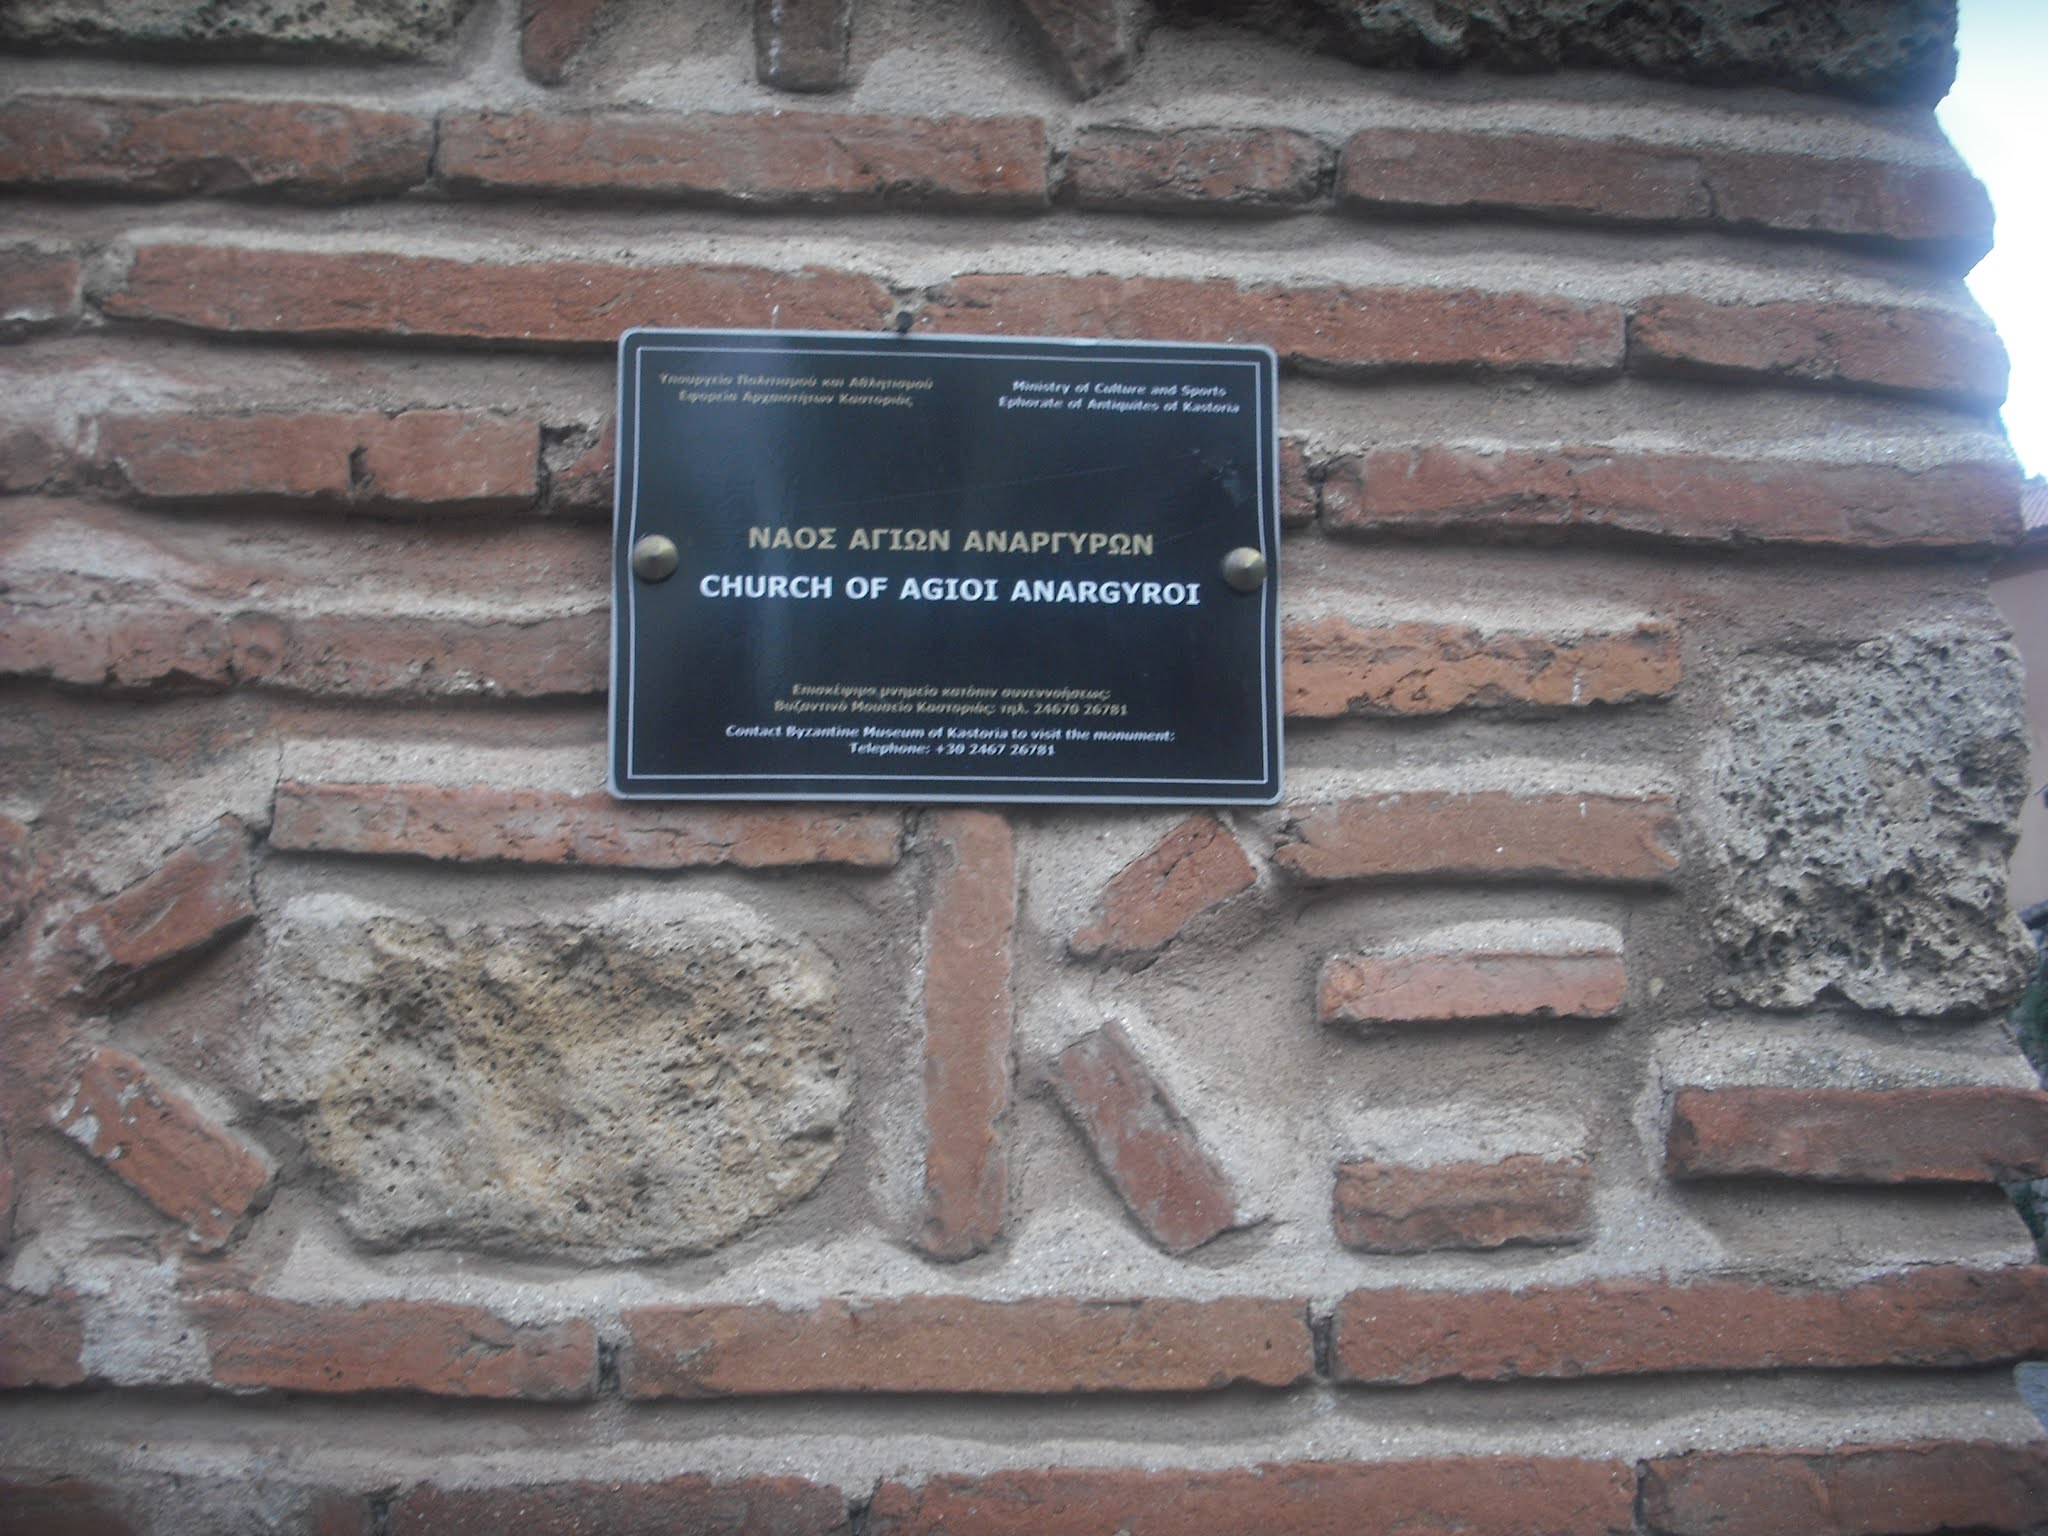 Υπουργείο Πολιτισμού και Αθλητισμού
Εφορεία Αρχαιοτήτων Καστοριάς
Ministry of Culture and Sports
Ephorate of Antiquites of Kastoria
ΝΑΟΣ ΑΓΙΩΝ ΑΝΑΡΓΥΡΩΝ
CHURCH OF AGIOI ANARGYROI
Επισκέψιμο μνημείο κατόπιν συνεννοήσεως:
Βυζαντινό Μουσείο Καστοριάς: τηλ. 24670 26781
Contact Byzantine Museum of Kastoria to visit the monument:
Telephone: +30 2467 26781